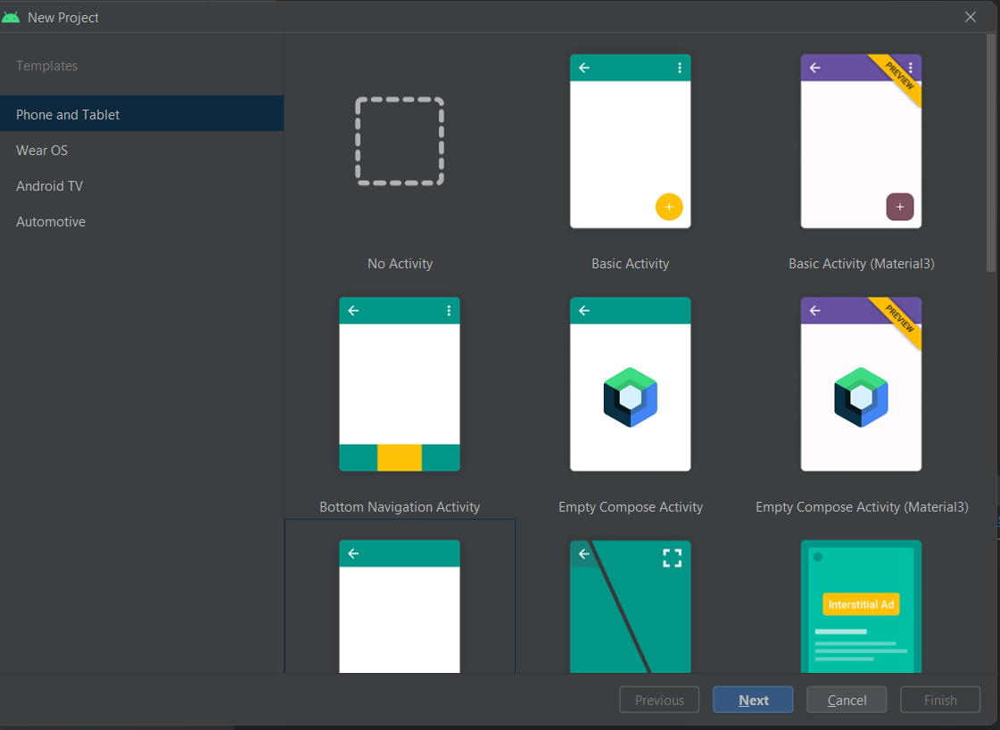 New Project
Templates
Phone and Tablet
Wear OS
Android TV
Automotive
No Activity
Basic Activity
PREVIEW
Basic Activity (Material3)
Bottom Navigation Activity
Empty Compose Activity
PREVIEW
Empty Compose Activity (Material3)
Interstitial Ad
Previous
Next
Cancel
Finish